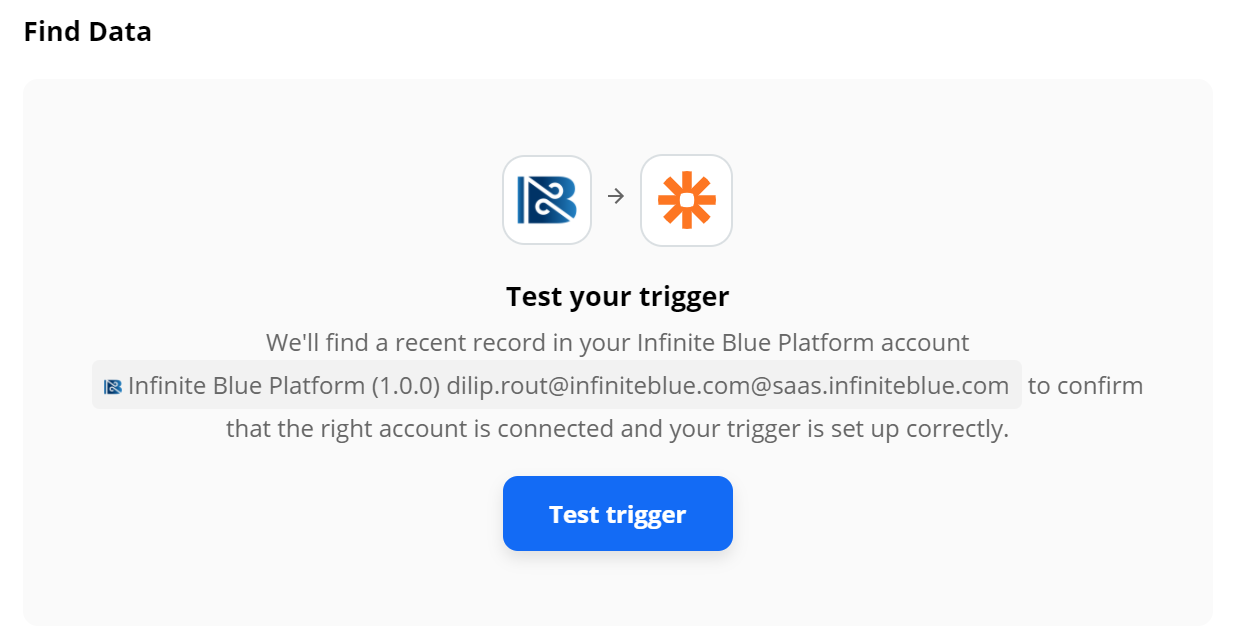 Find Data
Test your trigger
We'll find a recent record in your Infinite Blue Platform account
Infinite Blue Platform (1.0.0) dilip.rout@infiniteblue.com@saas.infiniteblue.com to confirm
that the right account is connected and your trigger is set up correctly.
Test trigger